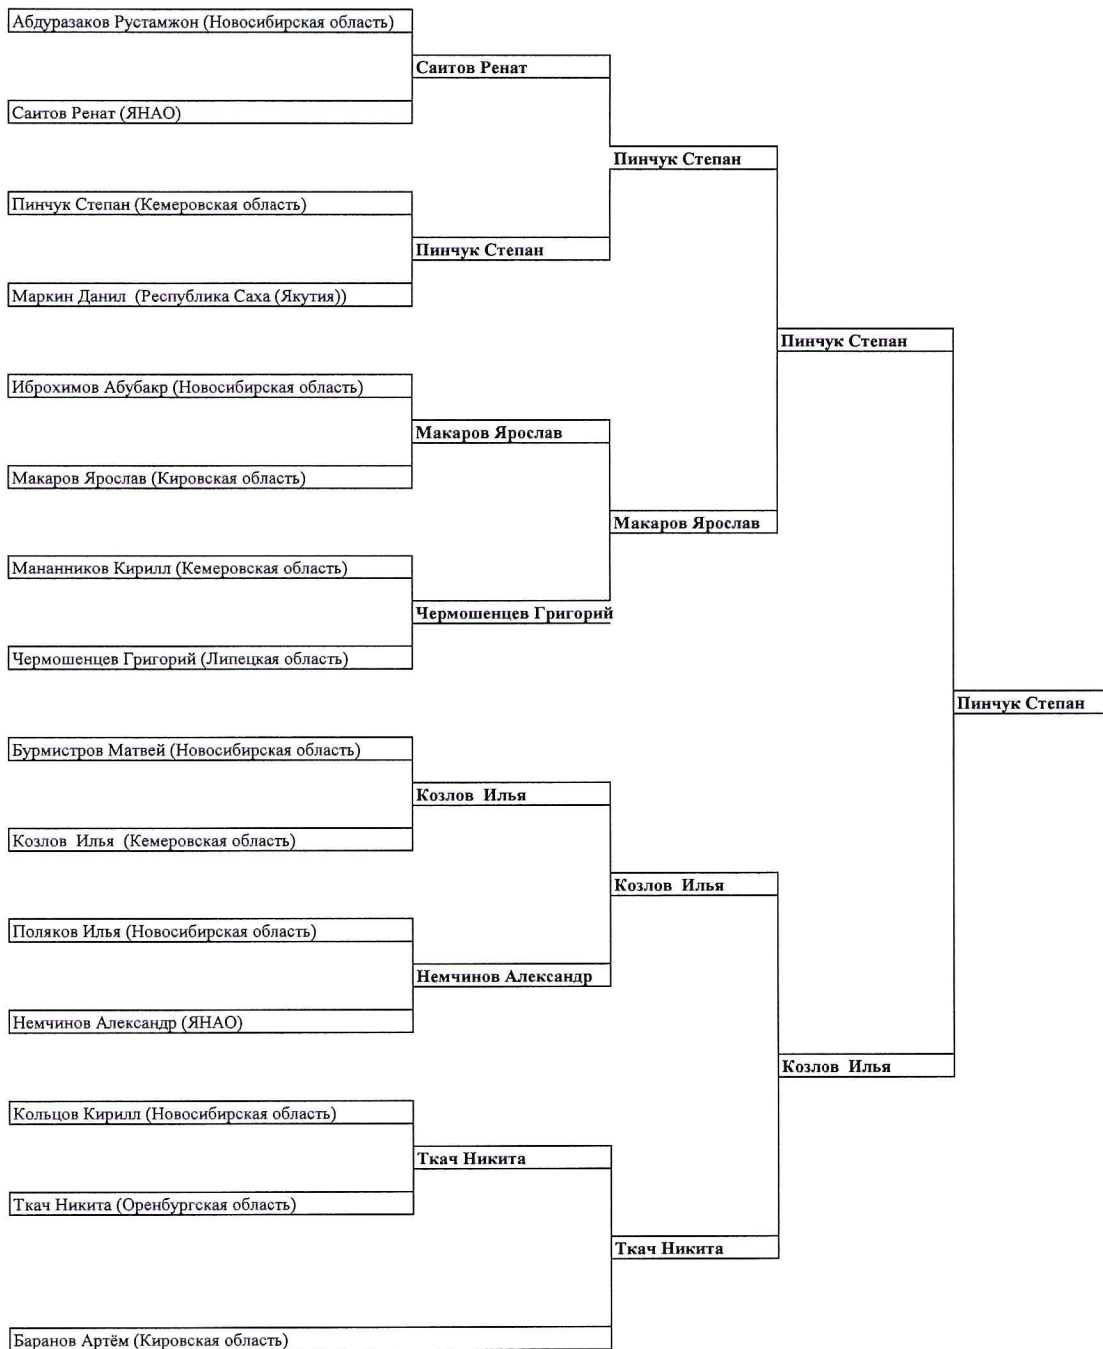 Абдуразаков Рустамжон (Новосибирская область)
Саитов Ренат
Саитов Ренат (ЯНАО)
Пинчук Степан
Пинчук Степан (Кемеровская область)
Пинчук Степан
Маркин Данил (Республика Саха (Якутия))
Пинчук Степан
Иброхимов Абубакр (Новосибирская область)
Макаров Ярослав
Макаров Ярослав (Кировская область)
Макаров Ярослав
Мананников Кирилл (Кемеровская область)
Чермошенцев Григорий
Чермошенцев Григорий (Липецкая область)
Пинчук Степан
Бурмистров Матвей (Новосибирская область)
Козлов Илья
Козлов Илья (Кемеровская область)
Козлов Илья
Поляков Илья (Новосибирская область)
Немчинов Александр
Немчинов Александр (ЯНАО)
Козлов Илья
Кольцов Кирилл (Новосибирская область)
Ткач Никита
Ткач Никита (Оренбургская область)
Ткач Никита
Баранов Артём (Кировская область)